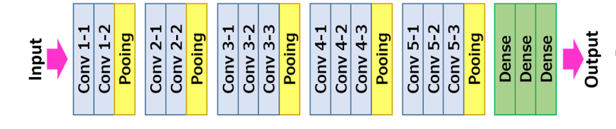 Input
Conv 1-1
Conv 1-2
Pooing
Conv 2-1
Conv 2-2
Pooing
Conv 3-1
Conv 3-2
Conv 3-3
Pooing
Conv 4-1
Conv 4-2
Conv 4-3
Pooing
Conv 5-1
Conv 5-2
Conv 5-3
Pooing
Dense
Dense
Dense
Output